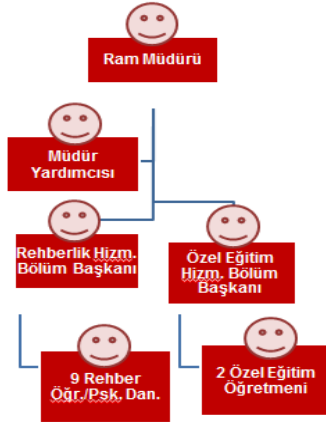 Ram Müdürü
Müdür
Yardımcısı
Rehberlik Hizm.
Bölüm Başkanı
Özel Eğitim
Hizm. Bölüm
Başkanı
9 Rehber
Öğr./Psk. Dan.
2 Özel Eğitim
Öğretmeni